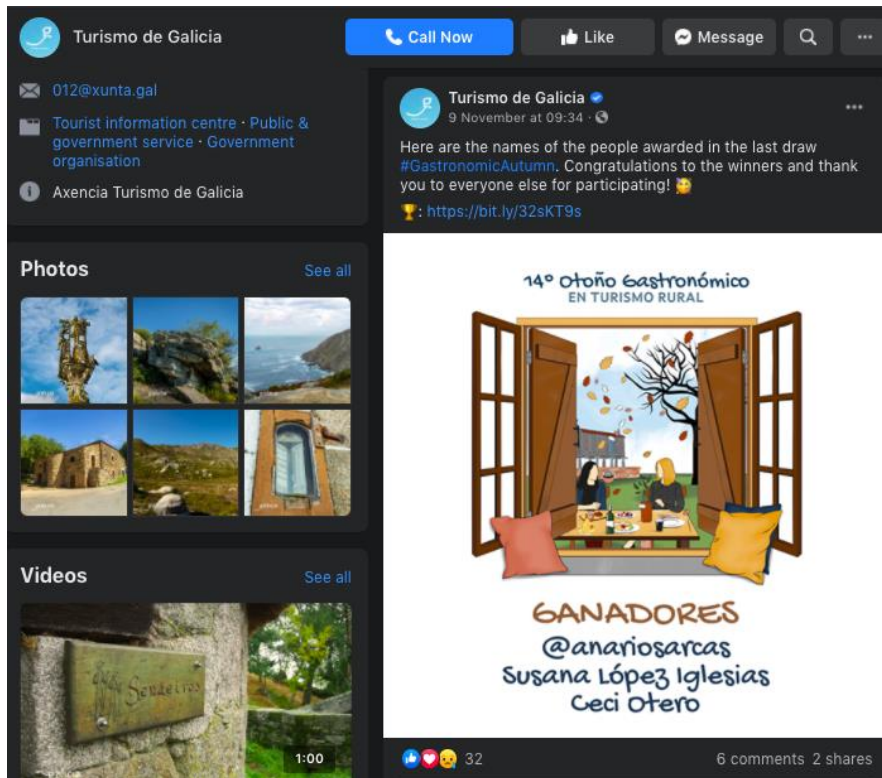 Turismo de Galicia
Call Now
Like
Message
012@xunta.gal
Tourist information centre · Public &
government service · Government
organisation
Axencia Turismo de Galicia
Photos
See all
Videos
See all
Senderos
1:00
Turismo de Galicia
9 November at 09:34 ·
Here are the names of the people awarded in the last draw
#GastronomicAutumn. Congratulations to the winners and thank
you to everyone else for participating! 🥳
🏆: https://bit.ly/32sKT9s
14º Otoño Gastronómico
EN TURISMO RURAL
GANADORES
@anariosarcas
Susana López Iglesias
Ceci Otero
32
6 comments 2 shares